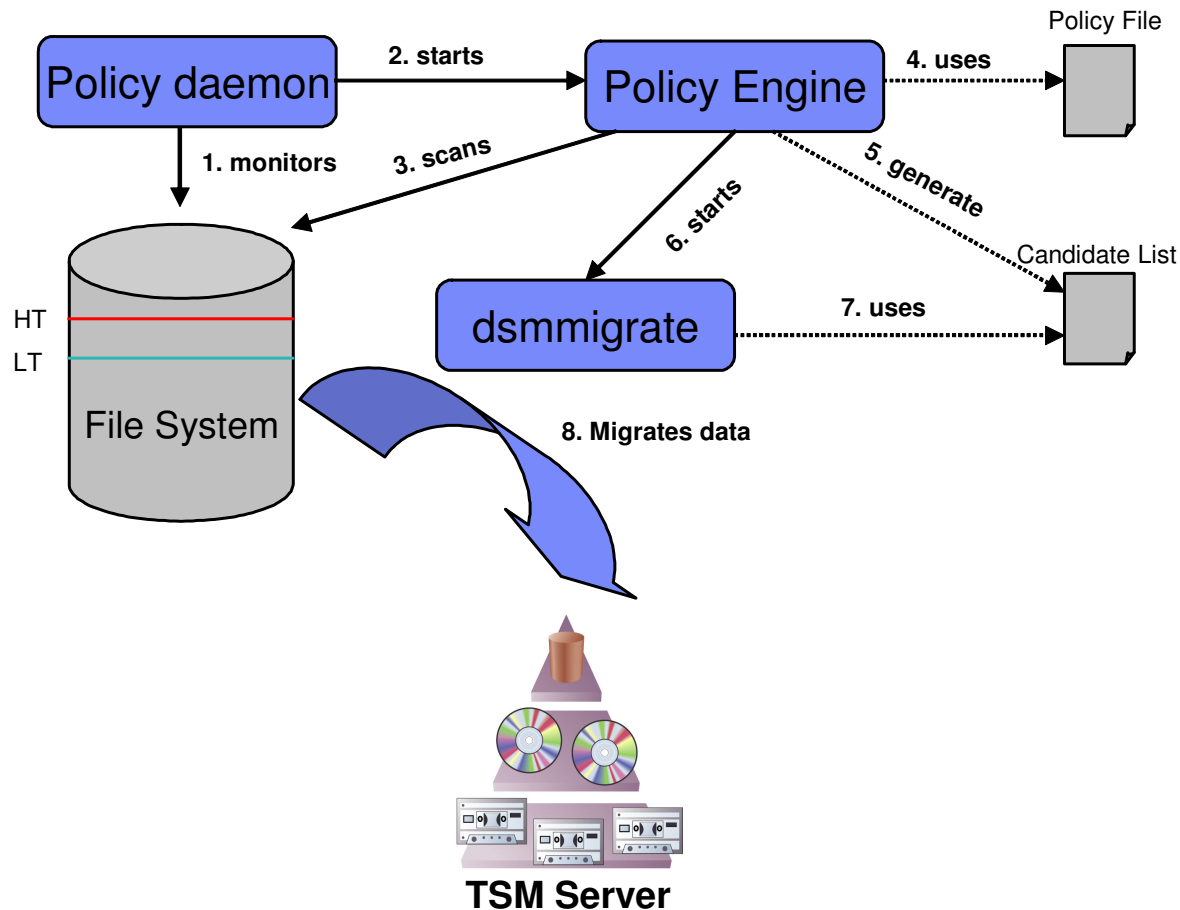 Policy File
Policy daemon
2. starts
Policy Engine
4. uses
1. monitors
3. scans
5. generate
6. starts
Candidate List
HT
LT
dsmmigrate
7. uses
File System
8. Migrates data
TSM Server